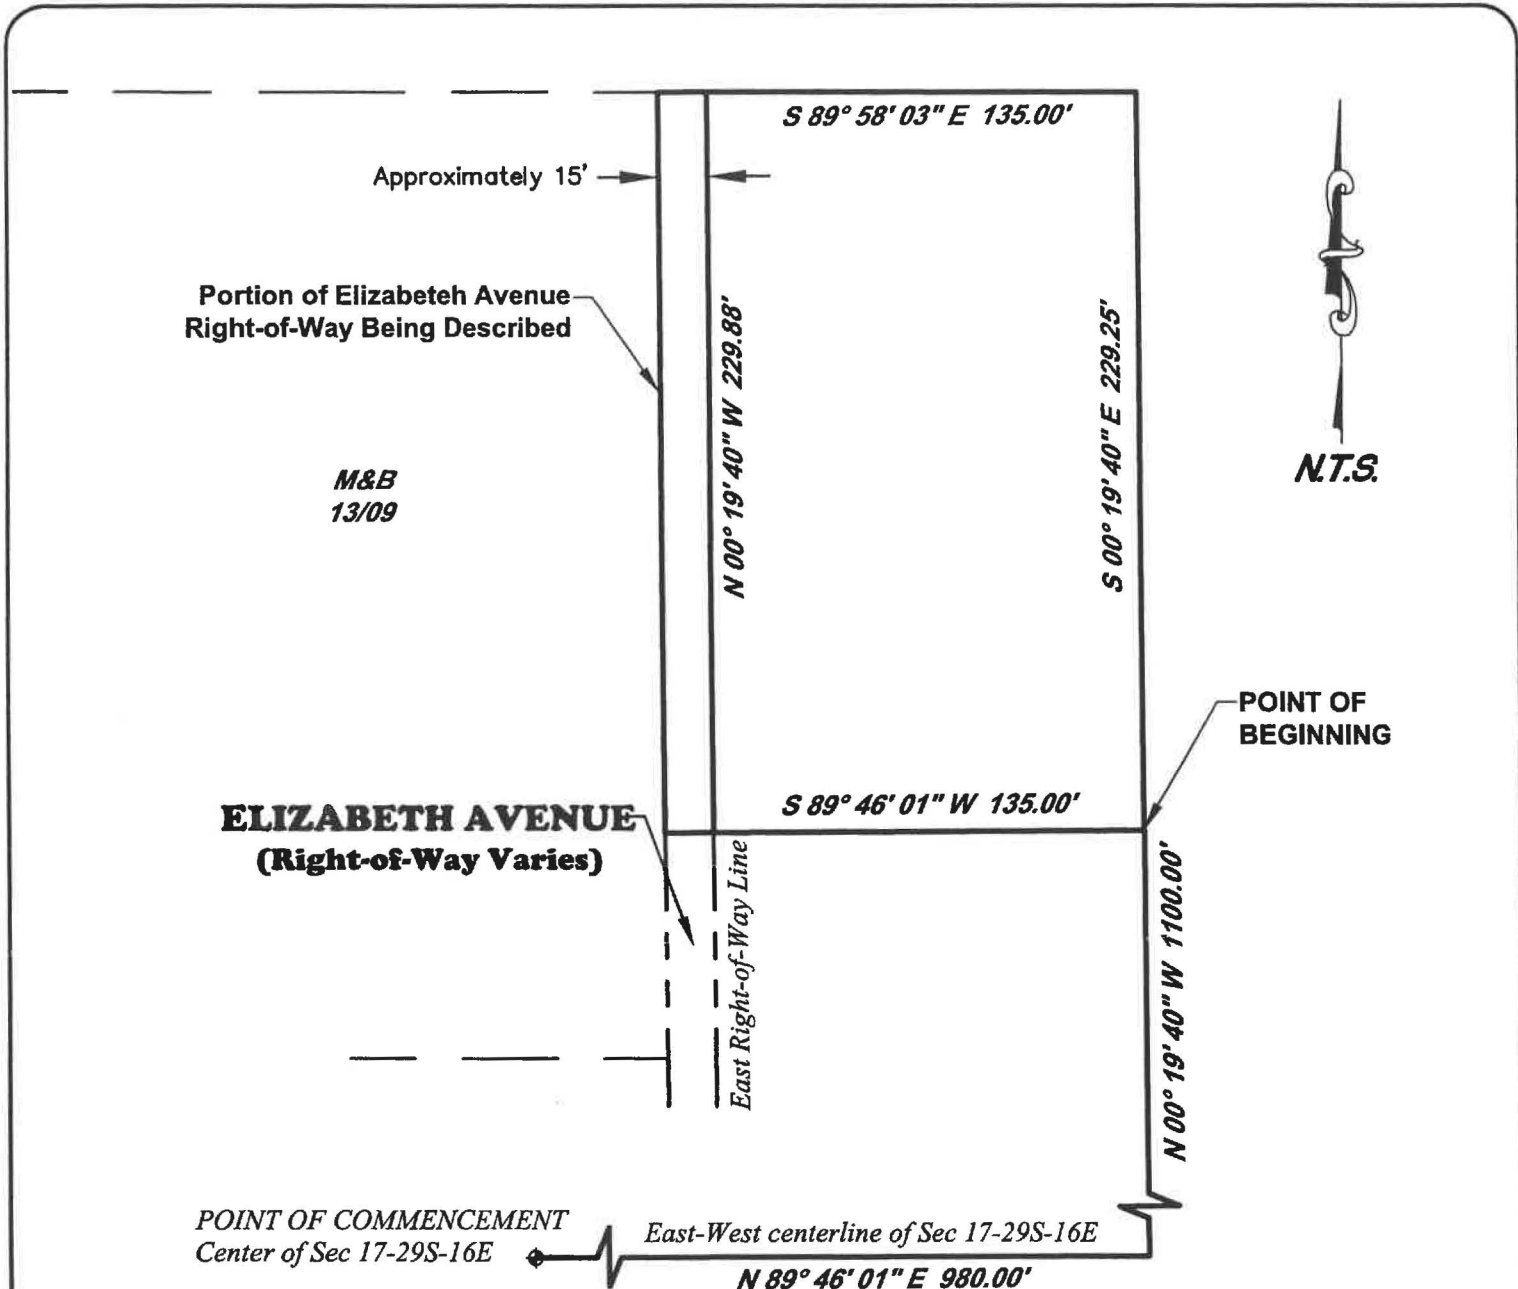 S 89° 58' 03" E 135.00'
Approximately 15'
Portion of Elizabeteh Avenue
Right-of-Way Being Described
N 00° 19' 40" W 229.88'
S 00° 19' 40" E 229.25'
N.T.S.
M&B
13/09
POINT OF
BEGINNING
S 89° 46' 01" W 135.00'
ELIZABETH AVENUE
(Right-of-Way Varies)
East Right-of-Way Line
N 00° 19' 40" W 1100.00'
POINT OF COMMENCEMENT
Center of Sec 17-29S-16E
East-West centerline of Sec 17-29S-16E
N 89° 46' 01" E 980.00'